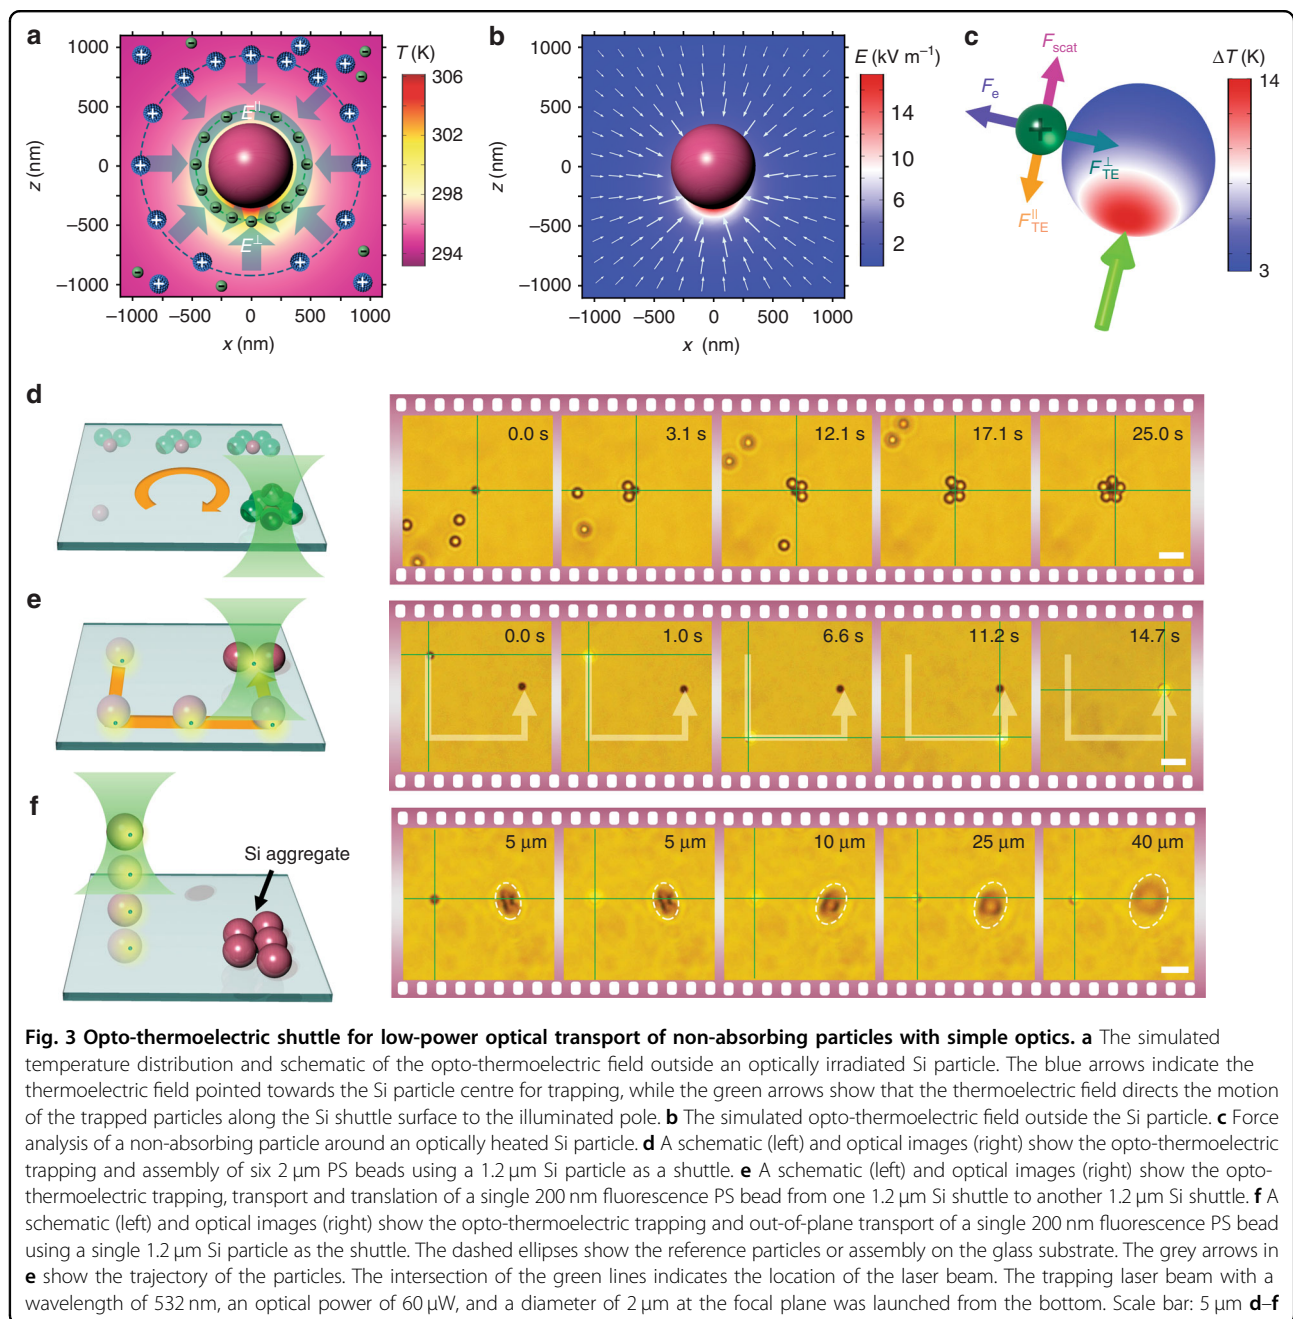 a
b
c
T (K)
306
302
298
294
1000
500
0
−500
−1000
z (nm)
−1000 −500 0 500 1000
x (nm)
E||
E⊥
1000
500
0
−500
−1000
z (nm)
−1000 −500 0 500 1000
x (nm)
E (kV m−1)
14
10
6
2
Fscat
Fe
F⊥TE
F||TE
ΔT (K)
14
3
d
0.0 s 3.1 s 12.1 s 17.1 s 25.0 s
e
0.0 s 1.0 s 6.6 s 11.2 s 14.7 s
f
Si aggregate
5 μm 5 μm 10 μm 25 μm 40 μm
Fig. 3 Opto-thermoelectric shuttle for low-power optical transport of non-absorbing particles with simple optics. a The simulated
temperature distribution and schematic of the opto-thermoelectric field outside an optically irradiated Si particle. The blue arrows indicate the
thermoelectric field pointed towards the Si particle centre for trapping, while the green arrows show that the thermoelectric field directs the motion
of the trapped particles along the Si shuttle surface to the illuminated pole. b The simulated opto-thermoelectric field outside the Si particle. c Force
analysis of a non-absorbing particle around an optically heated Si particle. d A schematic (left) and optical images (right) show the opto-thermoelectric
trapping and assembly of six 2 μm PS beads using a 1.2 μm Si particle as a shuttle. e A schematic (left) and optical images (right) show the opto-
thermoelectric trapping, transport and translation of a single 200 nm fluorescence PS bead from one 1.2 μm Si shuttle to another 1.2 μm Si shuttle. f A
schematic (left) and optical images (right) show the opto-thermoelectric trapping and out-of-plane transport of a single 200 nm fluorescence PS bead
using a single 1.2 μm Si particle as the shuttle. The dashed ellipses show the reference particles or assembly on the glass substrate. The grey arrows in
e show the trajectory of the particles. The intersection of the green lines indicates the location of the laser beam. The trapping laser beam with a
wavelength of 532 nm, an optical power of 60 μW, and a diameter of 2 μm at the focal plane was launched from the bottom. Scale bar: 5 μm d–f